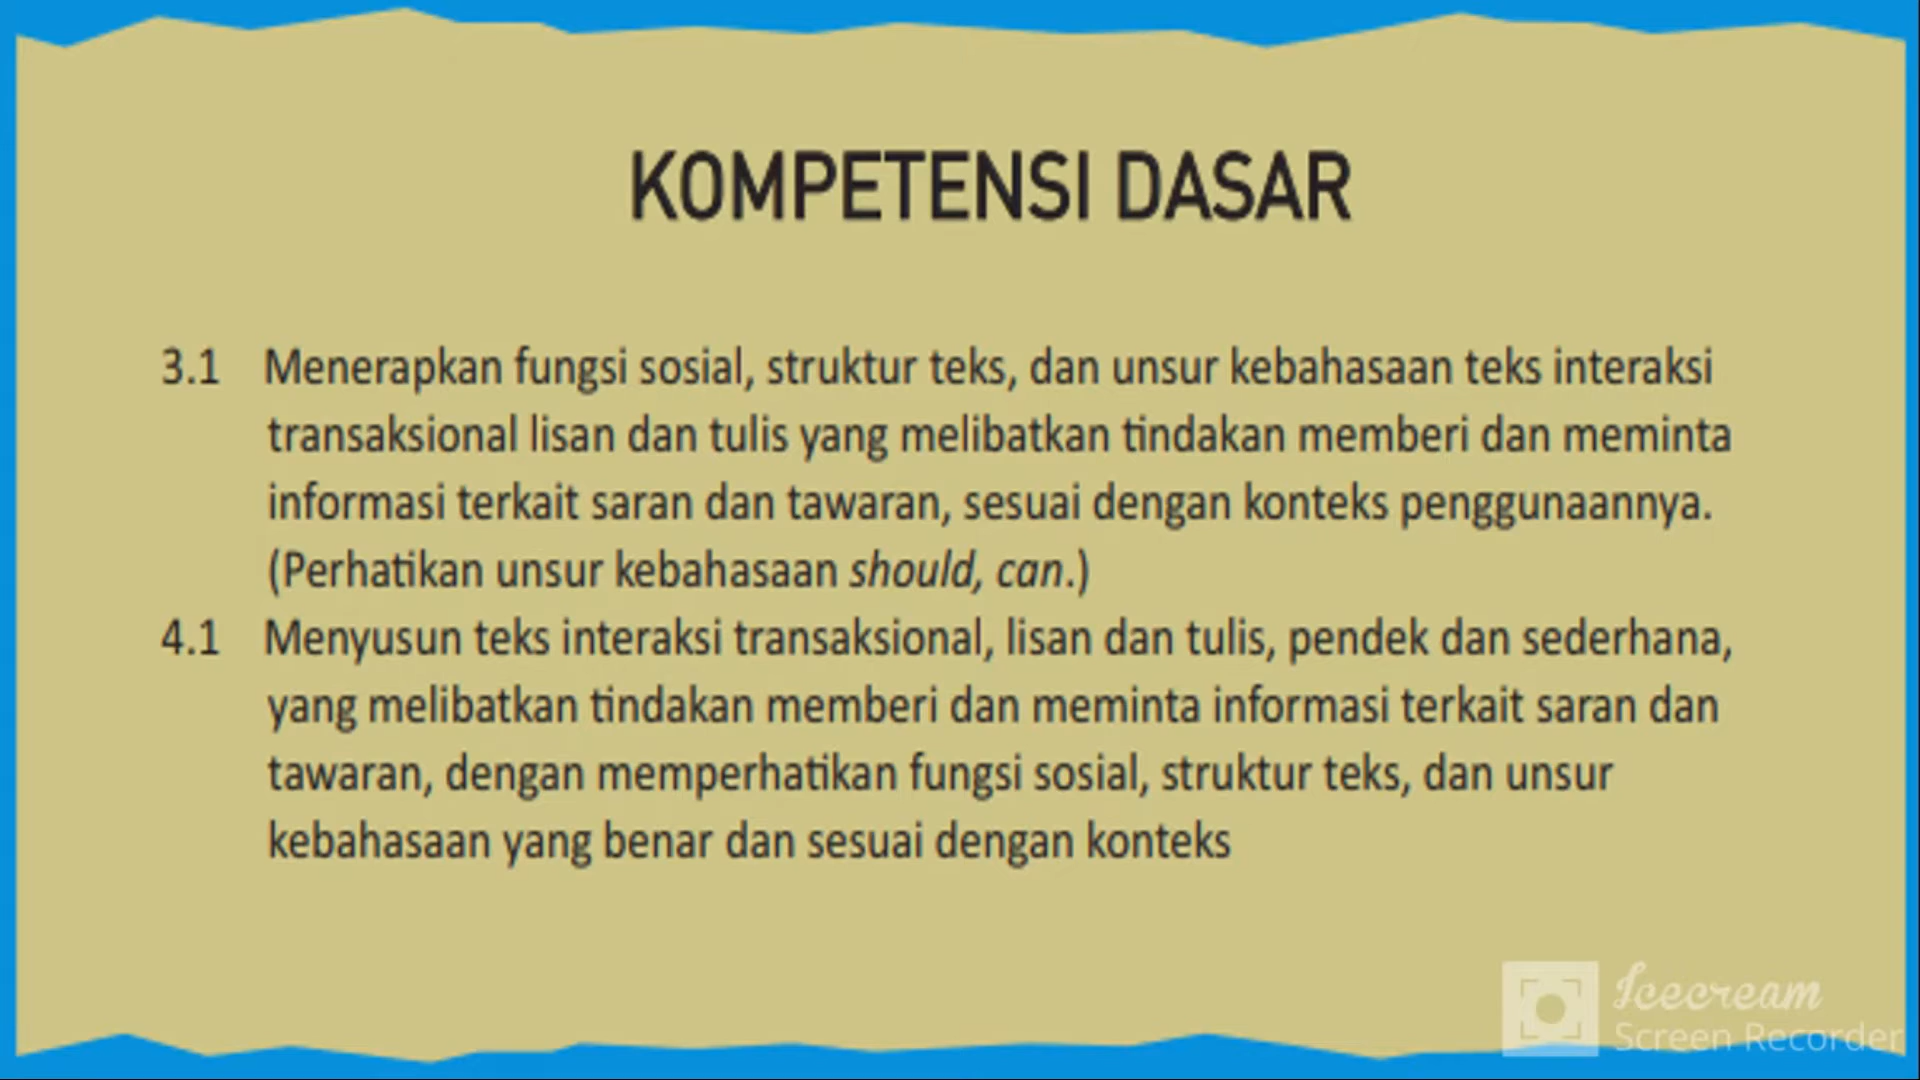 KOMPETENSI DASAR
3.1 Menerapkan fungsi sosial, struktur teks, dan unsur kebahasaan teks interaksi
transaksional lisan dan tulis yang melibatkan tindakan memberi dan meminta
informasi terkait saran dan tawaran, sesuai dengan konteks penggunaannya.
(Perhatikan unsur kebahasaan should, can.)
4.1 Menyusun teks interaksi transaksional, lisan dan tulis, pendek dan sederhana,
yang melibatkan tindakan memberi dan meminta informasi terkait saran dan
tawaran, dengan memperhatikan fungsi sosial, struktur teks, dan unsur
kebahasaan yang benar dan sesuai dengan konteks
Icecream
Screen Recorder